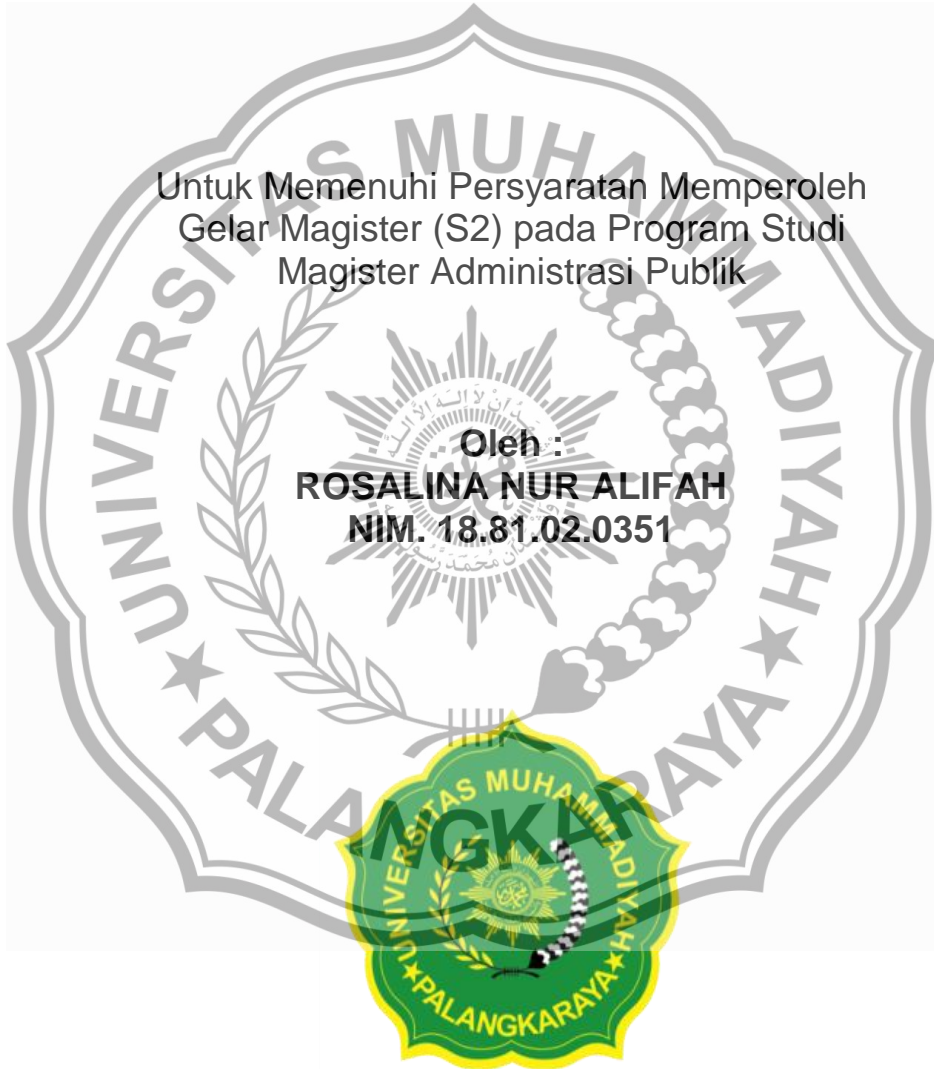 Untuk Memenuhi Persyaratan Memperoleh
Gelar Magister (S2) pada Program Studi
Magister Administrasi Publik
Oleh :
ROSALINA NUR ALIFAH
NIM. 18.81.02.0351
UNIVERSITAS MUHAMMADIYAH
PALANGKARAYA
UNIVERSITAS MUHAMMADIYAH
PALANGKARAYA